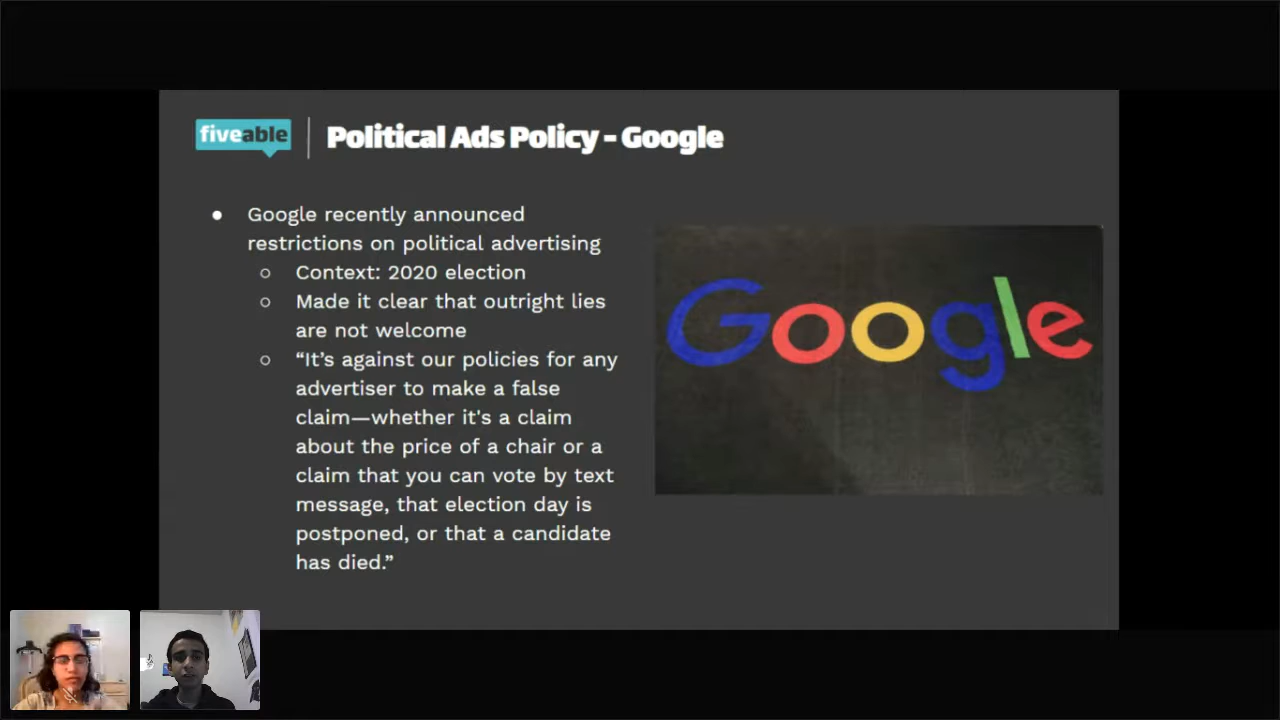 fiveable
Political Ads Policy - Google
● Google recently announced
restrictions on political advertising
○ Context: 2020 election
○ Made it clear that outright lies
are not welcome
○ “It’s against our policies for any
advertiser to make a false
claim—whether it's a claim
about the price of a chair or a
claim that you can vote by text
message, that election day is
postponed, or that a candidate
has died.”
Google